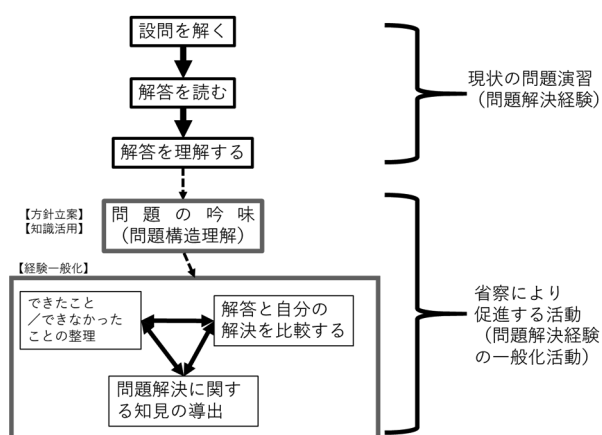 設問を解く
解答を読む
解答を理解する
現状の問題演習
（問題解決経験）
【方針立案】
【知識活用】
問題の吟味
（問題構造理解）
【経験一般化】
できたこと
／できなかった
ことの整理
解答と自分の
解決を比較する
問題解決に関す
る知見の導出
省察により
促進する活動
（問題解決経験
の一般化活動）